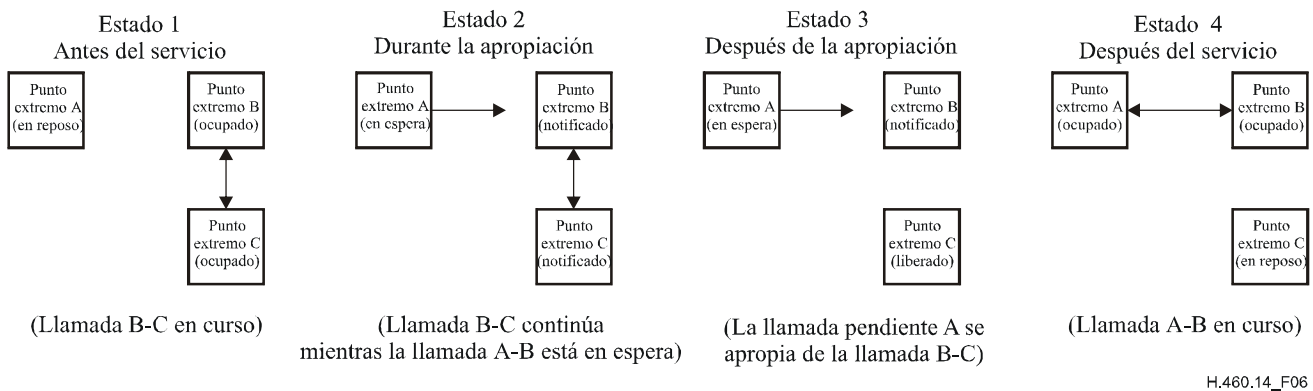 Estado 1
Antes del servicio
Punto
extremo A
(en reposo)
Punto
extremo B
(ocupado)
Punto
extremo C
(ocupado)
(Llamada B-C en curso)
Estado 2
Durante la apropiación
Punto
extremo A
(en espera)
Punto
extremo B
(notificado)
Punto
extremo C
(notificado)
(Llamada B-C continúa
mientras la llamada A-B está en espera)
Estado 3
Después de la apropiación
Punto
extremo A
(en espera)
Punto
extremo B
(notificado)
Punto
extremo C
(liberado)
(La llamada pendiente A se
apropia de la llamada B-C)
Estado 4
Después del servicio
Punto
extremo A
(ocupado)
Punto
extremo B
(ocupado)
Punto
extremo C
(en reposo)
(Llamada A-B en curso)
H.460.14_F06